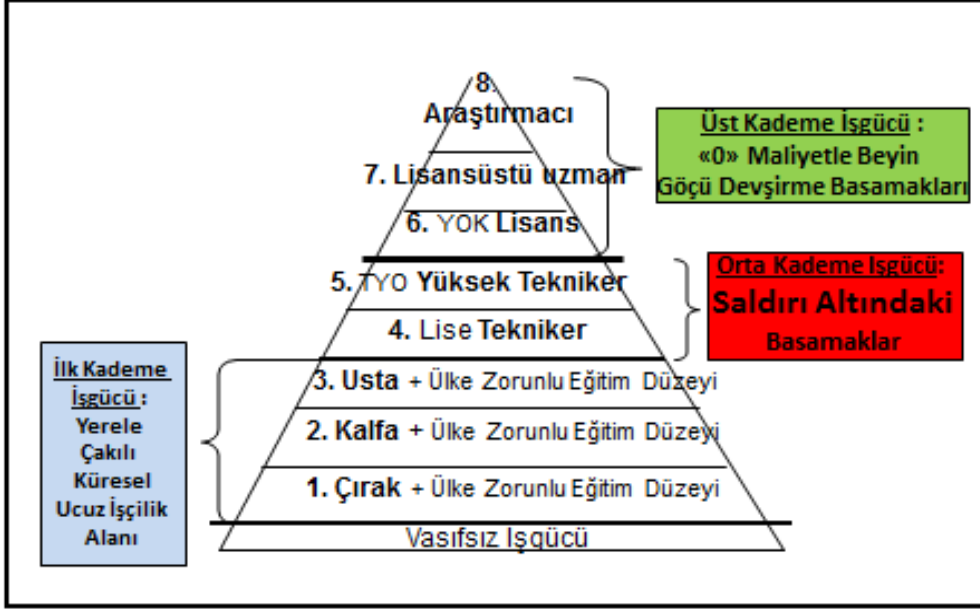 8.
Araştırmacı
7. Lisansüstü uzman
6. YOK Lisans
5. TYO Yüksek Tekniker
4. Lise Tekniker
3. Usta + Ülke Zorunlu Eğitim Düzeyi
2. Kalfa + Ülke Zorunlu Eğitim Düzeyi
1. Çırak + Ülke Zorunlu Eğitim Düzeyi
Vasıfsız Işgücü
Üst Kademe İşgücü :
«0» Maliyetle Beyin
Göçü Devşirme Basamakları
Orta Kademe Işgücü:
Saldırı Altındaki
Basamaklar
İlk Kademe
İşgücü :
Yerele
Çakılı
Küresel
Ucuz İşçilik
Alanı